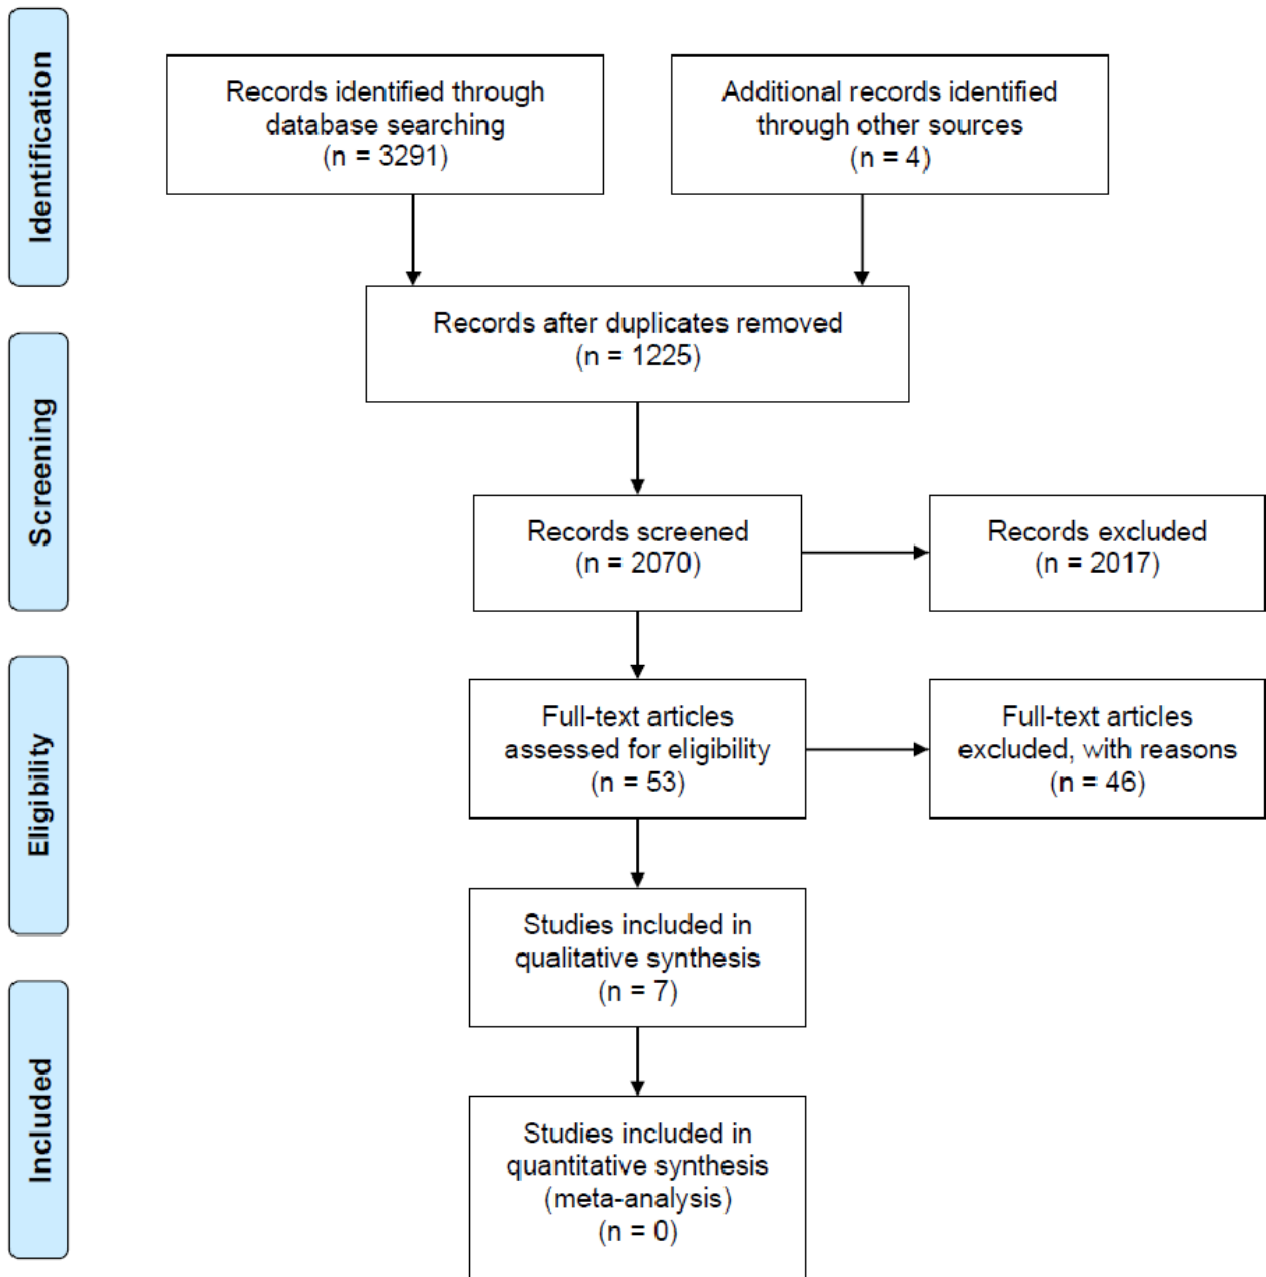 Identification
Records identified through
database searching
(n = 3291)
Additional records identified
through other sources
(n = 4)
Records after duplicates removed
(n = 1225)
Screening
Records screened
(n = 2070)
Records excluded
(n = 2017)
Eligibility
Full-text articles
assessed for eligibility
(n = 53)
Full-text articles
excluded, with reasons
(n = 46)
Studies included in
qualitative synthesis
(n = 7)
Included
Studies included in
quantitative synthesis
(meta-analysis)
(n = 0)